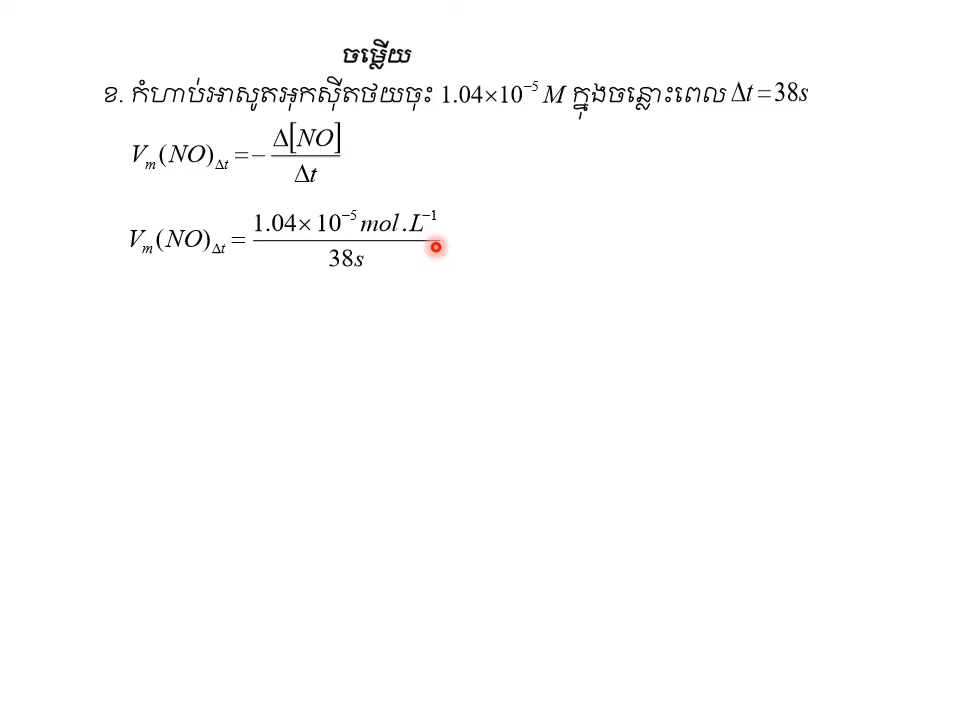 ចម្លើយ
ខ. កំហាប់អាសូតអុកស៊ីតថយចុះ 1.04×10⁻⁵ M ក្នុងចន្លោះពេល Δt = 38s
Vₘ(NO)_Δt = − Δ[NO] / Δt
Vₘ(NO)_Δt = 1.04×10⁻⁵ mol.L⁻¹ / 38s